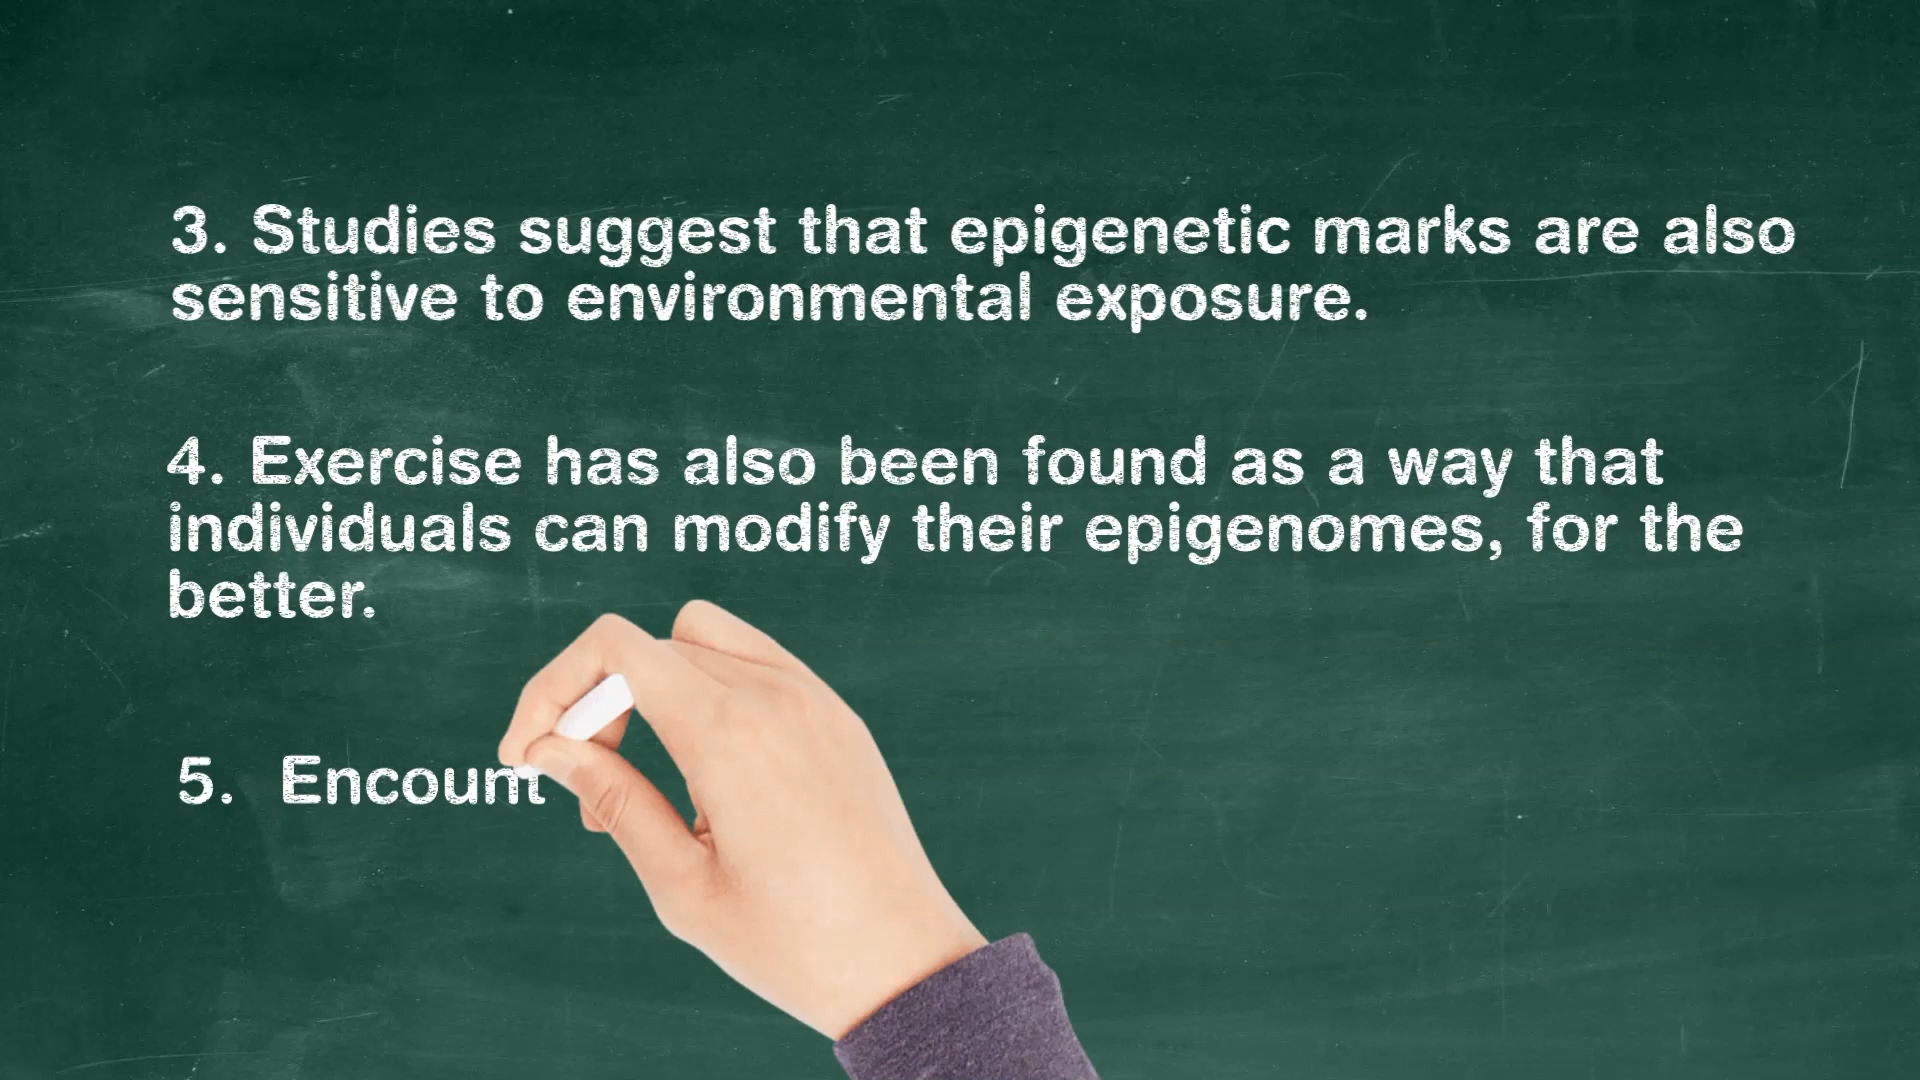 3. Studies suggest that epigenetic marks are also
sensitive to environmental exposure.
4. Exercise has also been found as a way that
individuals can modify their epigenomes, for the
better.
5. Encount